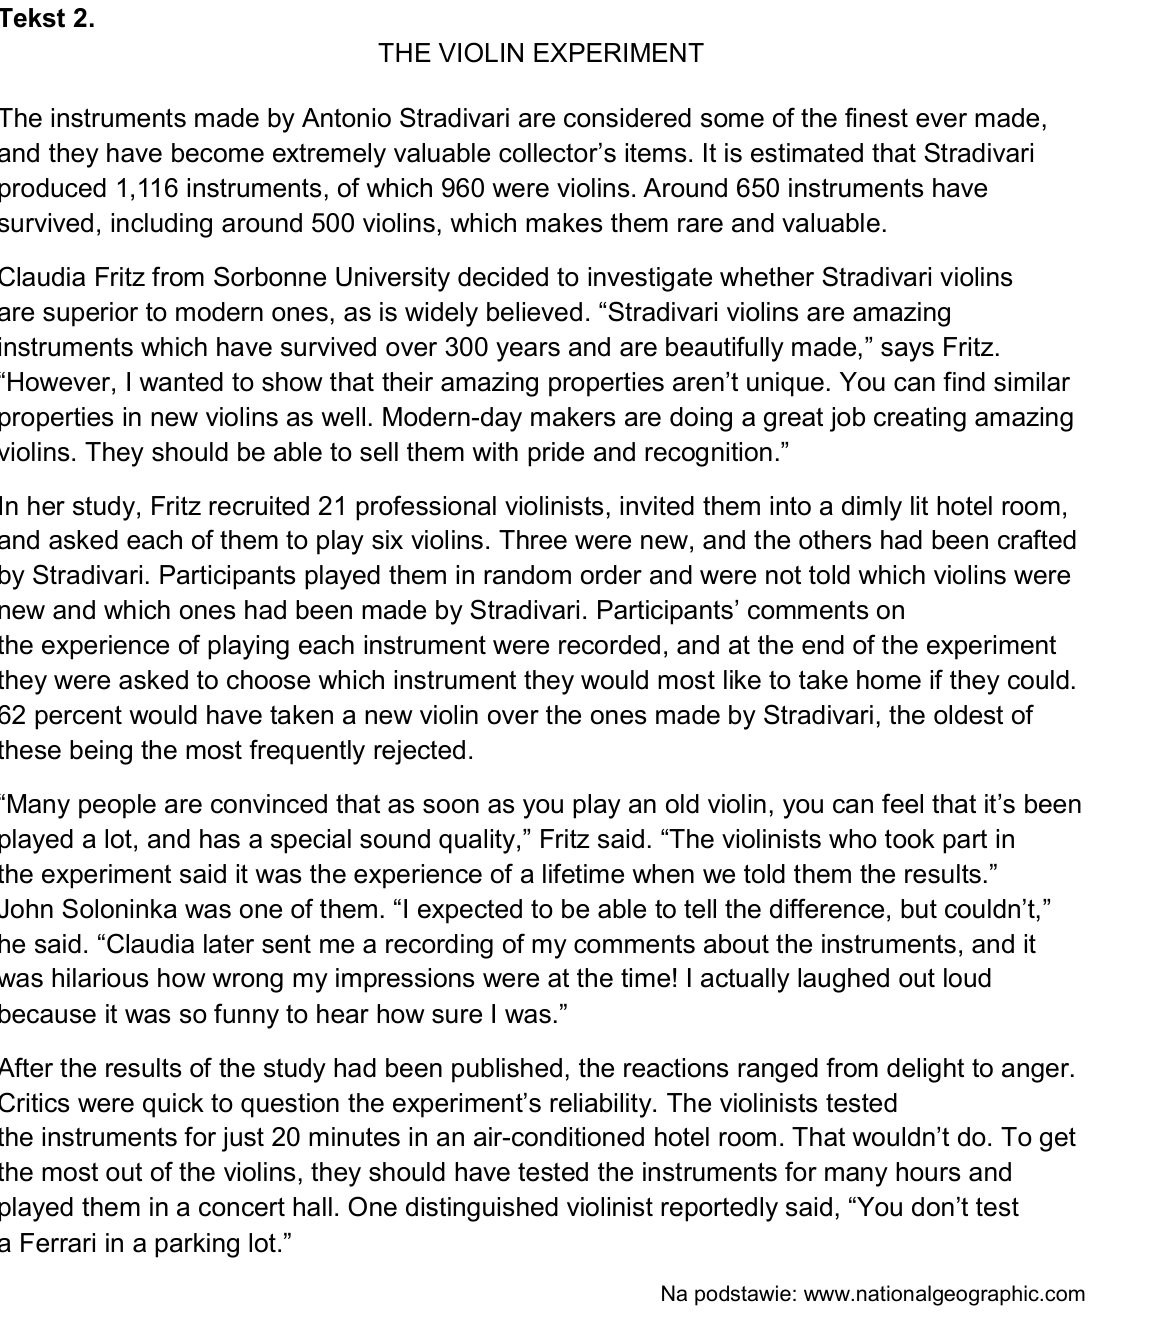 Tekst 2.
THE VIOLIN EXPERIMENT
The instruments made by Antonio Stradivari are considered some of the finest ever made,
and they have become extremely valuable collector’s items. It is estimated that Stradivari
produced 1,116 instruments, of which 960 were violins. Around 650 instruments have
survived, including around 500 violins, which makes them rare and valuable.
Claudia Fritz from Sorbonne University decided to investigate whether Stradivari violins
are superior to modern ones, as is widely believed. “Stradivari violins are amazing
instruments which have survived over 300 years and are beautifully made,” says Fritz.
“However, I wanted to show that their amazing properties aren’t unique. You can find similar
properties in new violins as well. Modern-day makers are doing a great job creating amazing
violins. They should be able to sell them with pride and recognition.”
In her study, Fritz recruited 21 professional violinists, invited them into a dimly lit hotel room,
and asked each of them to play six violins. Three were new, and the others had been crafted
by Stradivari. Participants played them in random order and were not told which violins were
new and which ones had been made by Stradivari. Participants’ comments on
the experience of playing each instrument were recorded, and at the end of the experiment
they were asked to choose which instrument they would most like to take home if they could.
62 percent would have taken a new violin over the ones made by Stradivari, the oldest of
these being the most frequently rejected.
“Many people are convinced that as soon as you play an old violin, you can feel that it’s been
played a lot, and has a special sound quality,” Fritz said. “The violinists who took part in
the experiment said it was the experience of a lifetime when we told them the results.”
John Soloninka was one of them. “I expected to be able to tell the difference, but couldn’t,”
he said. “Claudia later sent me a recording of my comments about the instruments, and it
was hilarious how wrong my impressions were at the time! I actually laughed out loud
because it was so funny to hear how sure I was.”
After the results of the study had been published, the reactions ranged from delight to anger.
Critics were quick to question the experiment’s reliability. The violinists tested
the instruments for just 20 minutes in an air-conditioned hotel room. That wouldn’t do. To get
the most out of the violins, they should have tested the instruments for many hours and
played them in a concert hall. One distinguished violinist reportedly said, “You don’t test
a Ferrari in a parking lot.”
Na podstawie: www.nationalgeographic.com